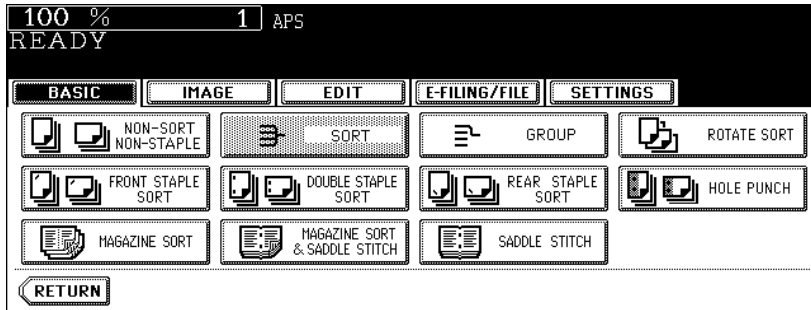 100 % 1 APS
READY
BASIC IMAGE EDIT E-FILING/FILE SETTINGS
NON-SORT
NON-STAPLE
SORT
GROUP
ROTATE SORT
FRONT STAPLE
SORT
DOUBLE STAPLE
SORT
REAR STAPLE
SORT
HOLE PUNCH
MAGAZINE SORT
MAGAZINE SORT
& SADDLE STITCH
SADDLE STITCH
RETURN